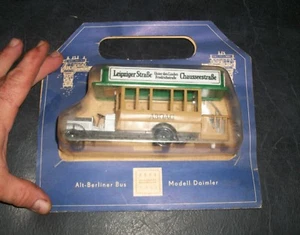 Leipziger Straße
Unter den Linden
Friedrichstraße
Chausseestraße
Alt-Berliner Bus
Modell Daimler